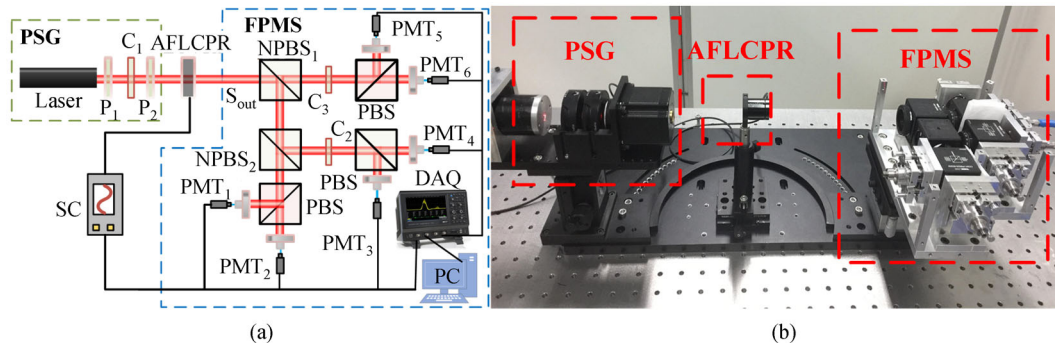 PSG
C₁
AFLCPR
FPMS
NPBS₁
PMT₅
PMT₆
Laser
P₁
P₂
Sₒᵤₜ
C₃
PBS
C₂
PMT₄
NPBS₂
PMT₁
PBS
PBS
DAQ
SC
PMT₂
PMT₃
PC
(a)
PSG
AFLCPR
FPMS
(b)